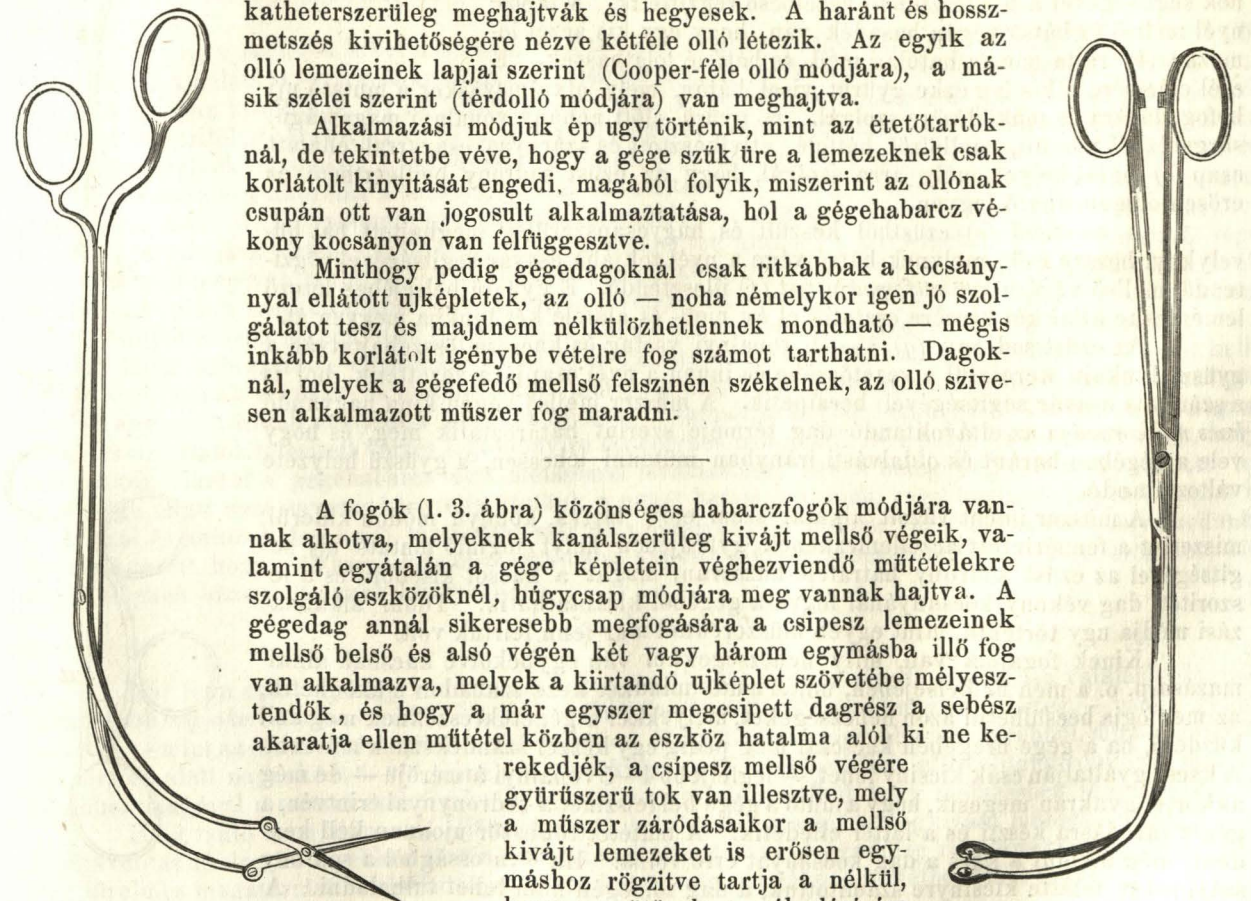 katheterszerüleg meghajtvák és hegyesek. A haránt és hossz-
metszés kivihetőségére nézve kétféle olló létezik. Az egyik az
olló lemezeinek lapjai szerint (Cooper-féle olló módjára), a má-
sik szélei szerint (térdolló módjára) van meghajtva.
Alkalmazási módjuk ép ugy történik, mint az étetőtartók-
nál, de tekintetbe véve, hogy a gége szük üre a lemezeknek csak
korlátolt kinyitását engedi, magából folyik, miszerint az ollónak
csupán ott van jogosult alkalmaztatása, hol a gégehabarcz vé-
kony kocsányon van felfüggesztve.
Minthogy pedig gégedagoknál csak ritkábbak a kocsány-
nyal ellátott ujképletek, az olló — noha némelykor igen jó szol-
gálatot tesz és majdnem nélkülözhetlennek mondható — mégis
inkább korlátolt igénybe vételre fog számot tarthatni. Dagok-
nál, melyek a gégefedő mellső felszinén székelnek, az olló szive-
sen alkalmazott müszer fog maradni.
A fogók (l. 3. ábra) közönséges habarczfogók módjára van-
nak alkotva, melyeknek kanálszerüleg kivájt mellső végeik, va-
lamint egyátalán a gége képletein véghezviendő mütételekre
szolgáló eszközöknél, húgycsap módjára meg vannak hajtva. A
gégedag annál sikeresebb megfogására a csipesz lemezeinek
mellső belső és alsó végén két vagy három egymásba illő fog
van alkalmazva, melyek a kiirtandó ujképlet szövetébe mélyesz-
tendők, és hogy a már egyszer megcsipett dagrész a sebész
akaratja ellen mütétel közben az eszköz hatalma alól ki ne ke-
rekedjék, a csípesz mellső végére
gyürüszerü tok van illesztve, mely
a müszer záródásaikor a mellső
kivájt lemezeket is erősen egy-
máshoz rögzitve tartja a nélkül,